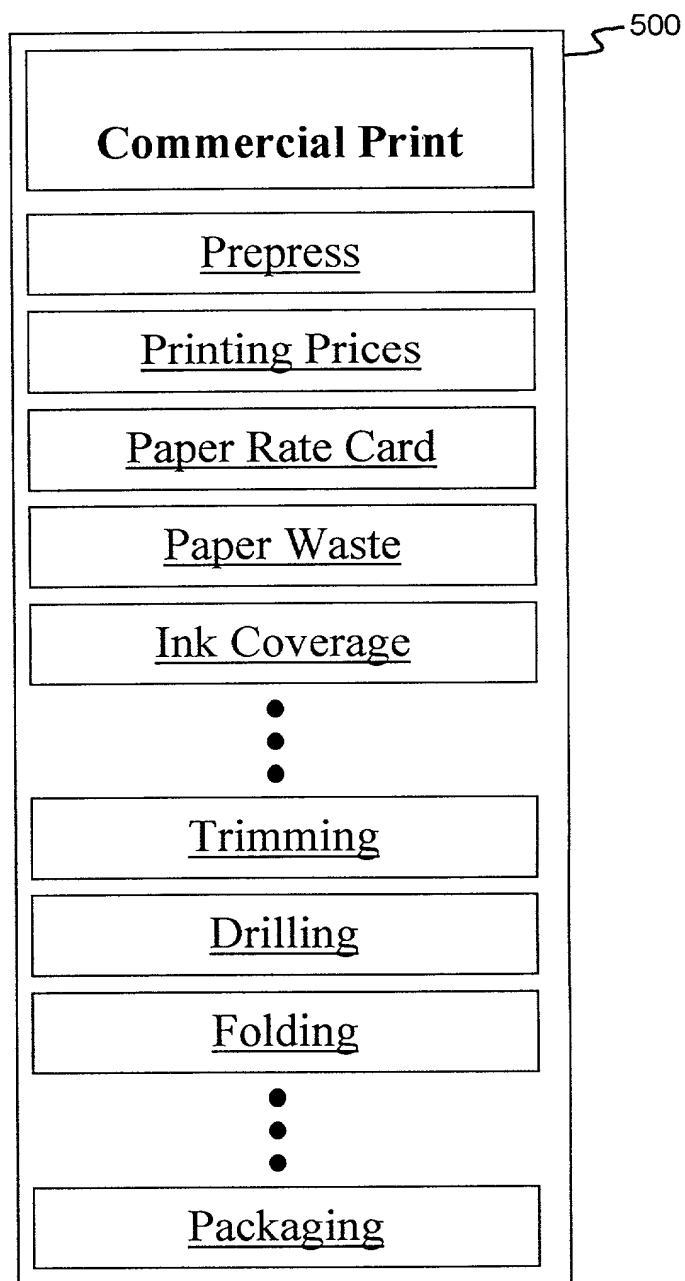 500
Commercial Print
Prepress
Printing Prices
Paper Rate Card
Paper Waste
Ink Coverage
Trimming
Drilling
Folding
Packaging